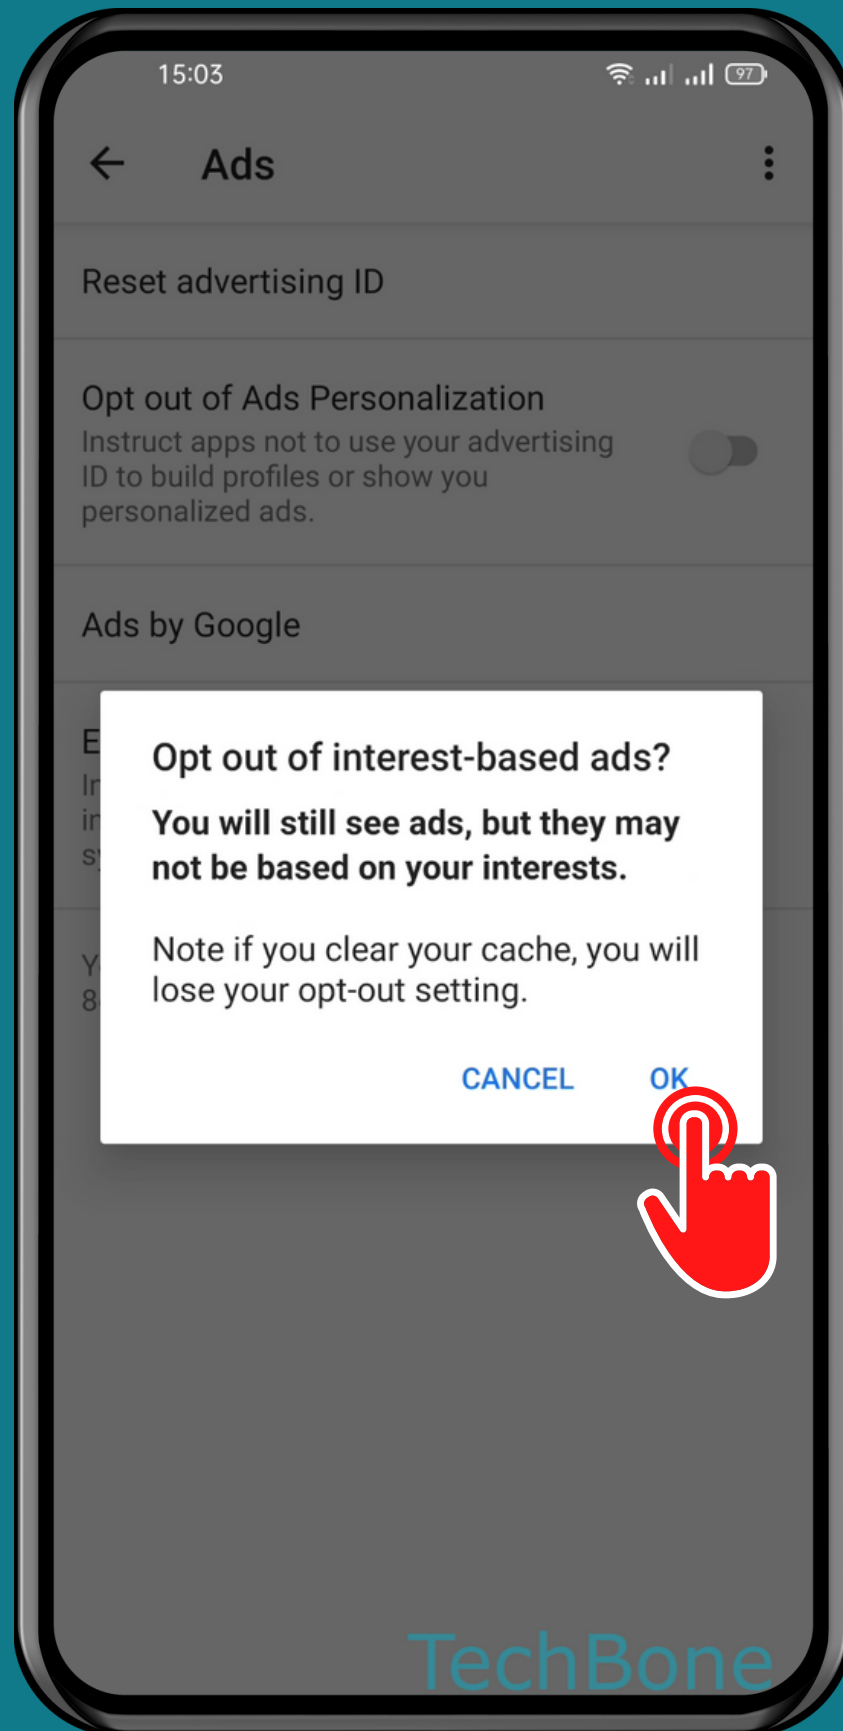 15:03
97
Ads
Reset advertising ID
Opt out of Ads Personalization
Instruct apps not to use your advertising
ID to build profiles or show you
personalized ads.
Ads by Google
Opt out of interest-based ads?
You will still see ads, but they may
not be based on your interests.
Note if you clear your cache, you will
lose your opt-out setting.
CANCEL OK
TechBone